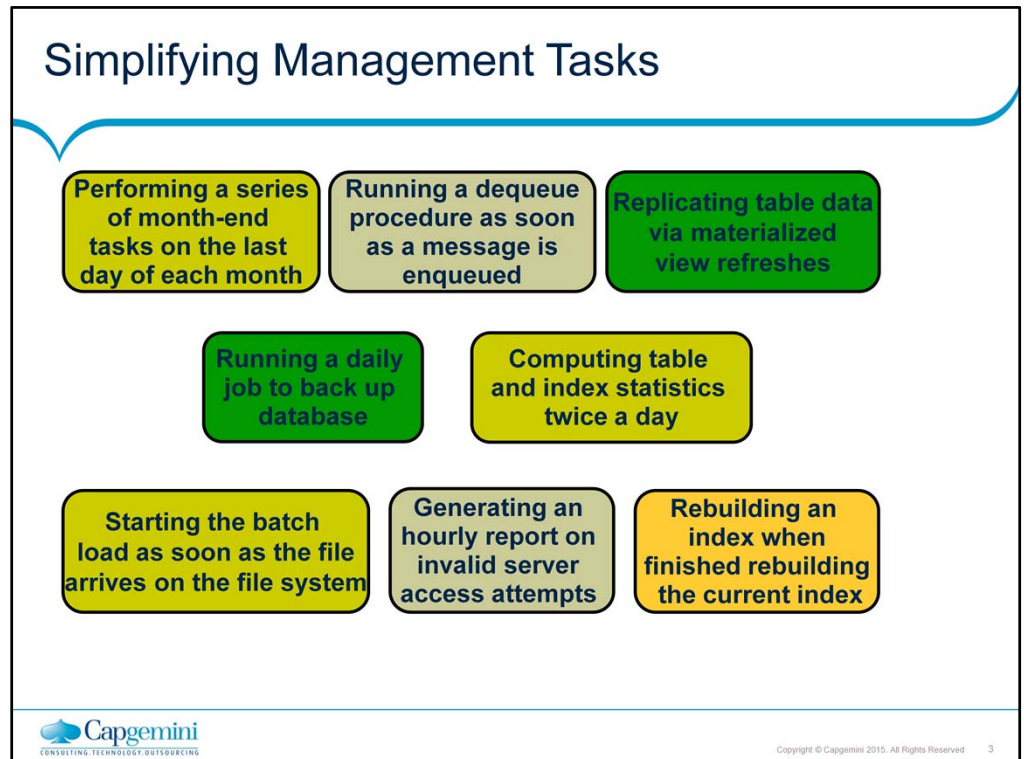 Simplifying Management Tasks
Performing a series
of month-end
tasks on the last
day of each month
Running a dequeue
procedure as soon
as a message is
enqueued
Replicating table data
via materialized
view refreshes
Running a daily
job to back up
database
Computing table
and index statistics
twice a day
Starting the batch
load as soon as the file
arrives on the file system
Generating an
hourly report on
invalid server
access attempts
Rebuilding an
index when
finished rebuilding
the current index
Capgemini
CONSULTING.TECHNOLOGY.OUTSOURCING
Copyright © Capgemini 2015. All Rights Reserved 3